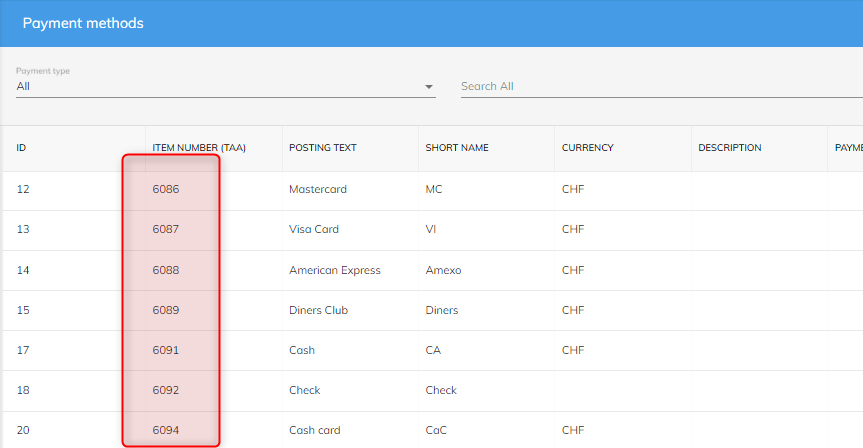 Payment methods
Payment type
All
Search All
ID ITEM NUMBER (TAA) POSTING TEXT SHORT NAME CURRENCY DESCRIPTION PAYME
12 6086 Mastercard MC CHF
13 6087 Visa Card VI CHF
14 6088 American Express Amexo CHF
15 6089 Diners Club Diners CHF
17 6091 Cash CA CHF
18 6092 Check Check
20 6094 Cash card CaC CHF